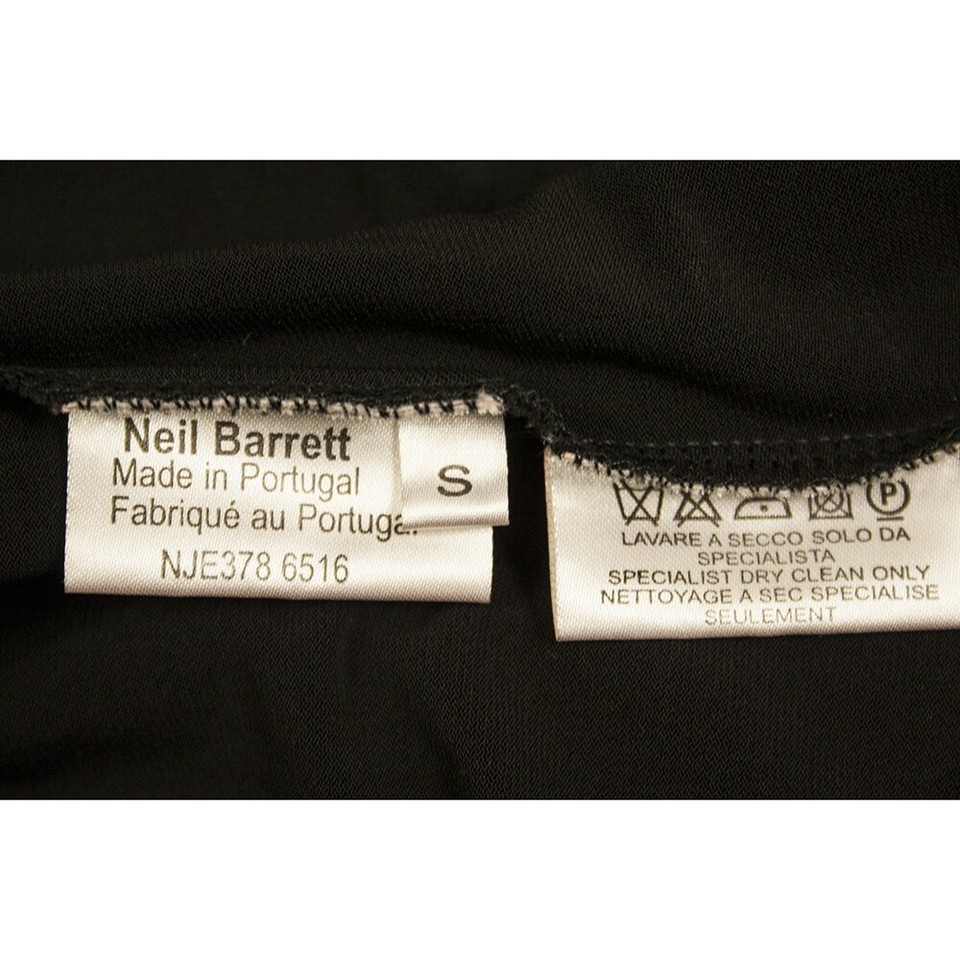 Neil Barrett
Made in Portugal
Fabriqué au Portugal
NJE378 6516
S
P
LAVARE A SECCO SOLO DA
SPECIALISTA
SPECIALIST DRY CLEAN ONLY
NETTOYAGE A SEC SPECIALISE
SEULEMENT